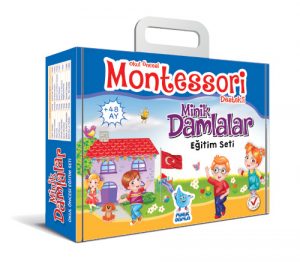 Okul Öncesi
Montessori
Destekli
+48
AY
Minik
Damlalar
Eğitim Seti
Minik
Damlalar